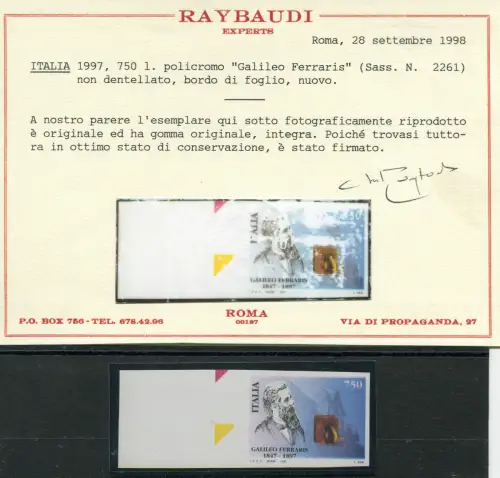 RAYBAUDI
EXPERTS
Roma, 28 settembre 1998
ITALIA 1997, 750 l. policromo "Galileo Ferraris" (Sass. N. 2261)
non dentellato, bordo di foglio, nuovo.
A nostro parere l'esemplare qui sotto fotograficamente riprodotto
è originale ed ha gomma originale, integra. Poiché trovasi tutto-
ra in ottimo stato di conservazione, è stato firmato.
ITALIA
GALILEO FERRARIS
1847 - 1897
P.O. BOX 756 - TEL. 678.42.96
ROMA
00187
VIA DI PROPAGANDA, 27
ITALIA
750
GALILEO FERRARIS
1847 - 1897